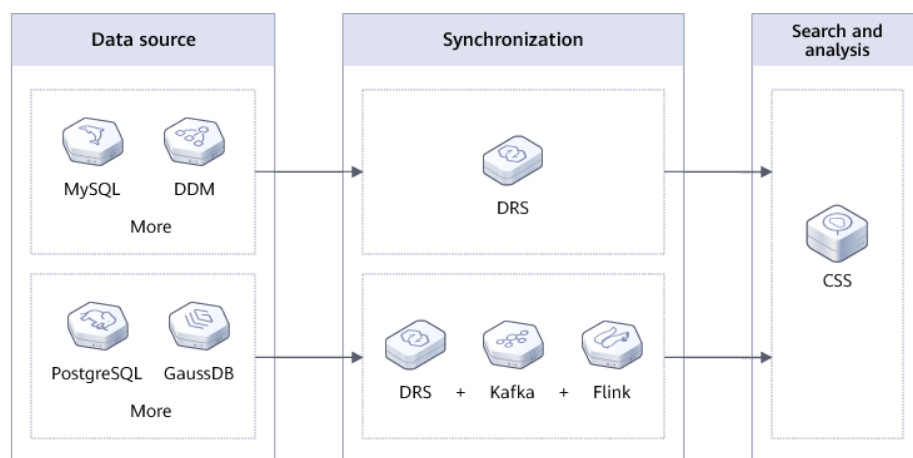 Data source
Synchronization
Search and
analysis
MySQL
DDM
More
DRS
CSS
PostgreSQL
GaussDB
More
DRS + Kafka + Flink